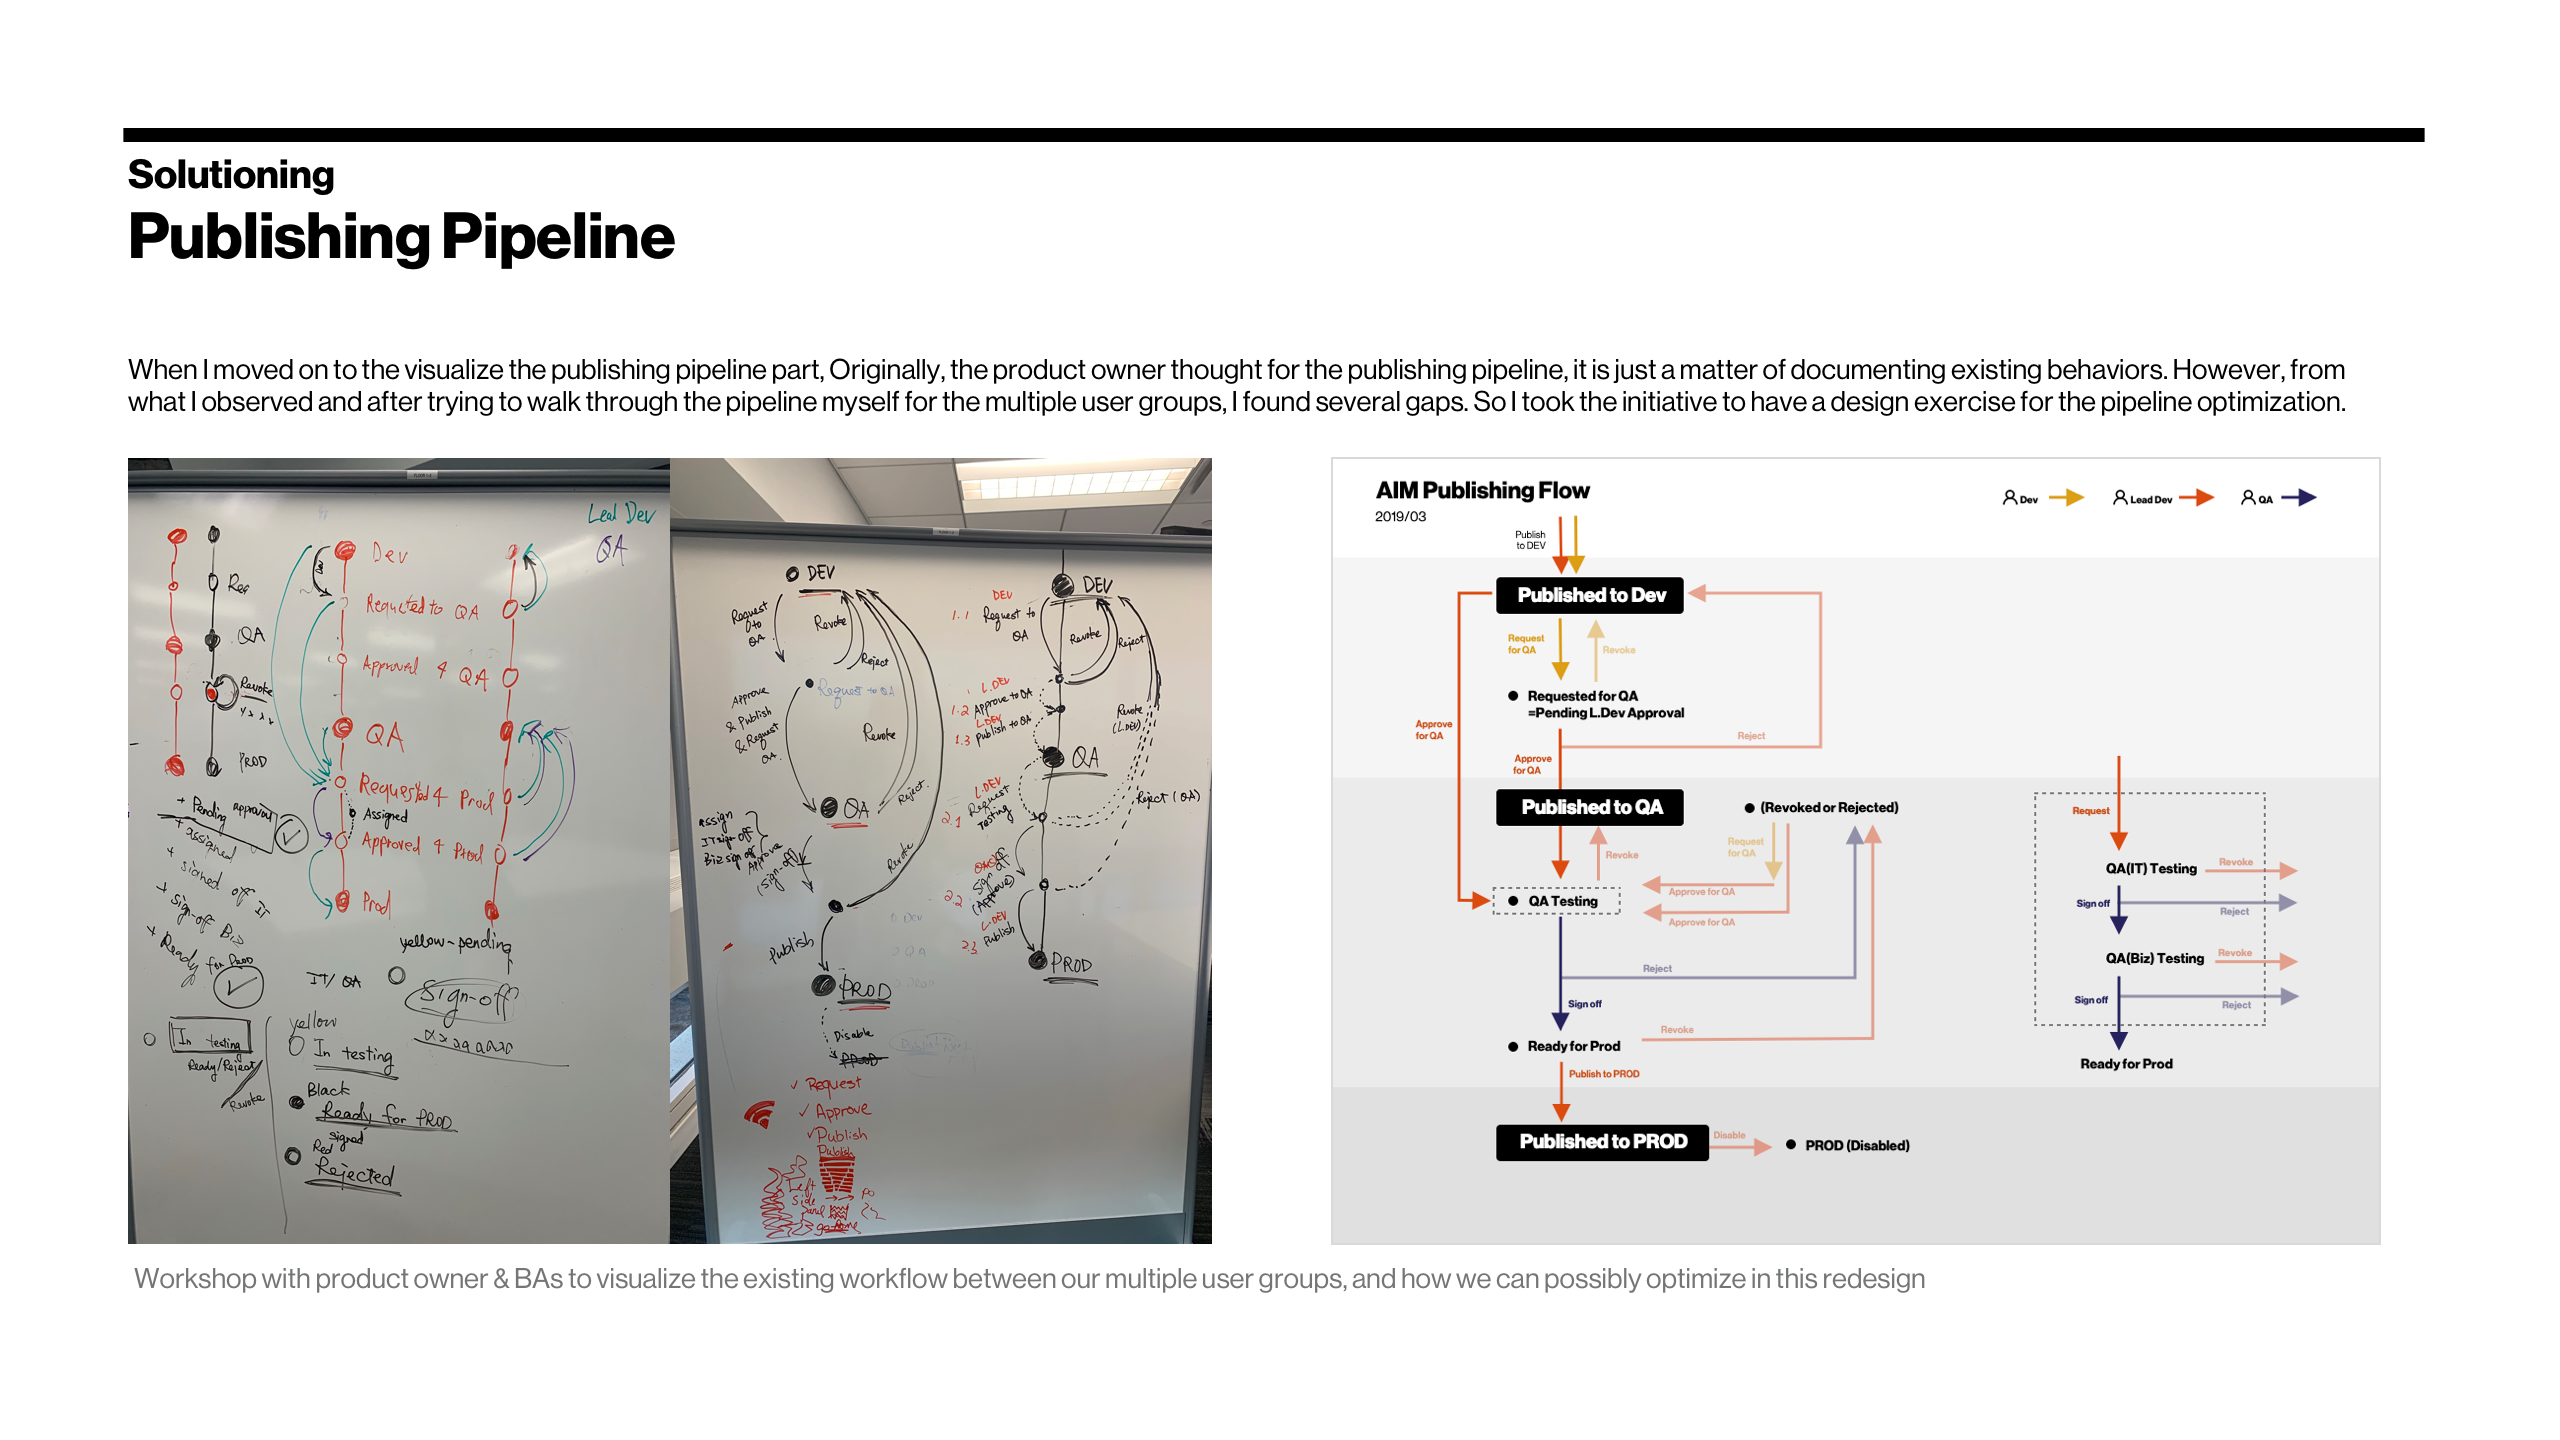 Solutioning
Publishing Pipeline
When I moved on to the visualize the publishing pipeline part, Originally, the product owner thought for the publishing pipeline, it is just a matter of documenting existing behaviors. However, from
what I observed and after trying to walk through the pipeline myself for the multiple user groups, I found several gaps. So I took the initiative to have a design exercise for the pipeline optimization.
Lead Dev
QA
Dev
Dev
Requcted to QA
Approved 4 QA
QA
Requested 4 Prod
Assigned
Approved 4 Prod
Prod
Req
QA
Revoke
PROD
+ Pending approval
+ assigned
+ signed off IT
+ Sign-off Biz
+ Ready for PROD
yellow-pending
IT/ QA
Sign-off
In testing
Ready/Reject
Revoke
yellow
In testing
Black
Ready for PROD
signed
Red
Rejected
DEV
Request
to
QA
Revoke
Reject
Request to QA
Approve
& Publish
& Request
QA
Revoke
Reject
QA
assign
IT sign off
Biz sign off
Approve
(Sign-off)
Revoke
Publish
PROD
Disable
PROD
✓ Request
✓ Approve
✓ Publish
Publish
Left
side
DEV
DEV
1.1 Request to
QA
Revoke
Reject
L.DEV
1.2 Approve to QA
L.DEV
1.3 Publish to QA
Revoke
(L.DEV)
QA
L.DEV
2.1 Request
Testing
Reject (QA)
2.2 Sign off
(Approve)
L.DEV
2.3 Publish
PROD
AIM Publishing Flow
2019/03
Dev
Lead Dev
QA
Publish
to DEV
Published to Dev
Request
for QA
Revoke
Requested for QA
=Pending L.Dev Approval
Approve
for QA
Reject
Approve
for QA
Published to QA
(Revoked or Rejected)
Revoke
Request
for QA
Approve for QA
QA Testing
Approve for QA
Reject
Sign off
Revoke
Ready for Prod
Publish to PROD
Published to PROD
Disable
PROD (Disabled)
Request
QA(IT) Testing
Revoke
Sign off
Reject
QA(Biz) Testing
Revoke
Sign off
Reject
Ready for Prod
Workshop with product owner & BAs to visualize the existing workflow between our multiple user groups, and how we can possibly optimize in this redesign